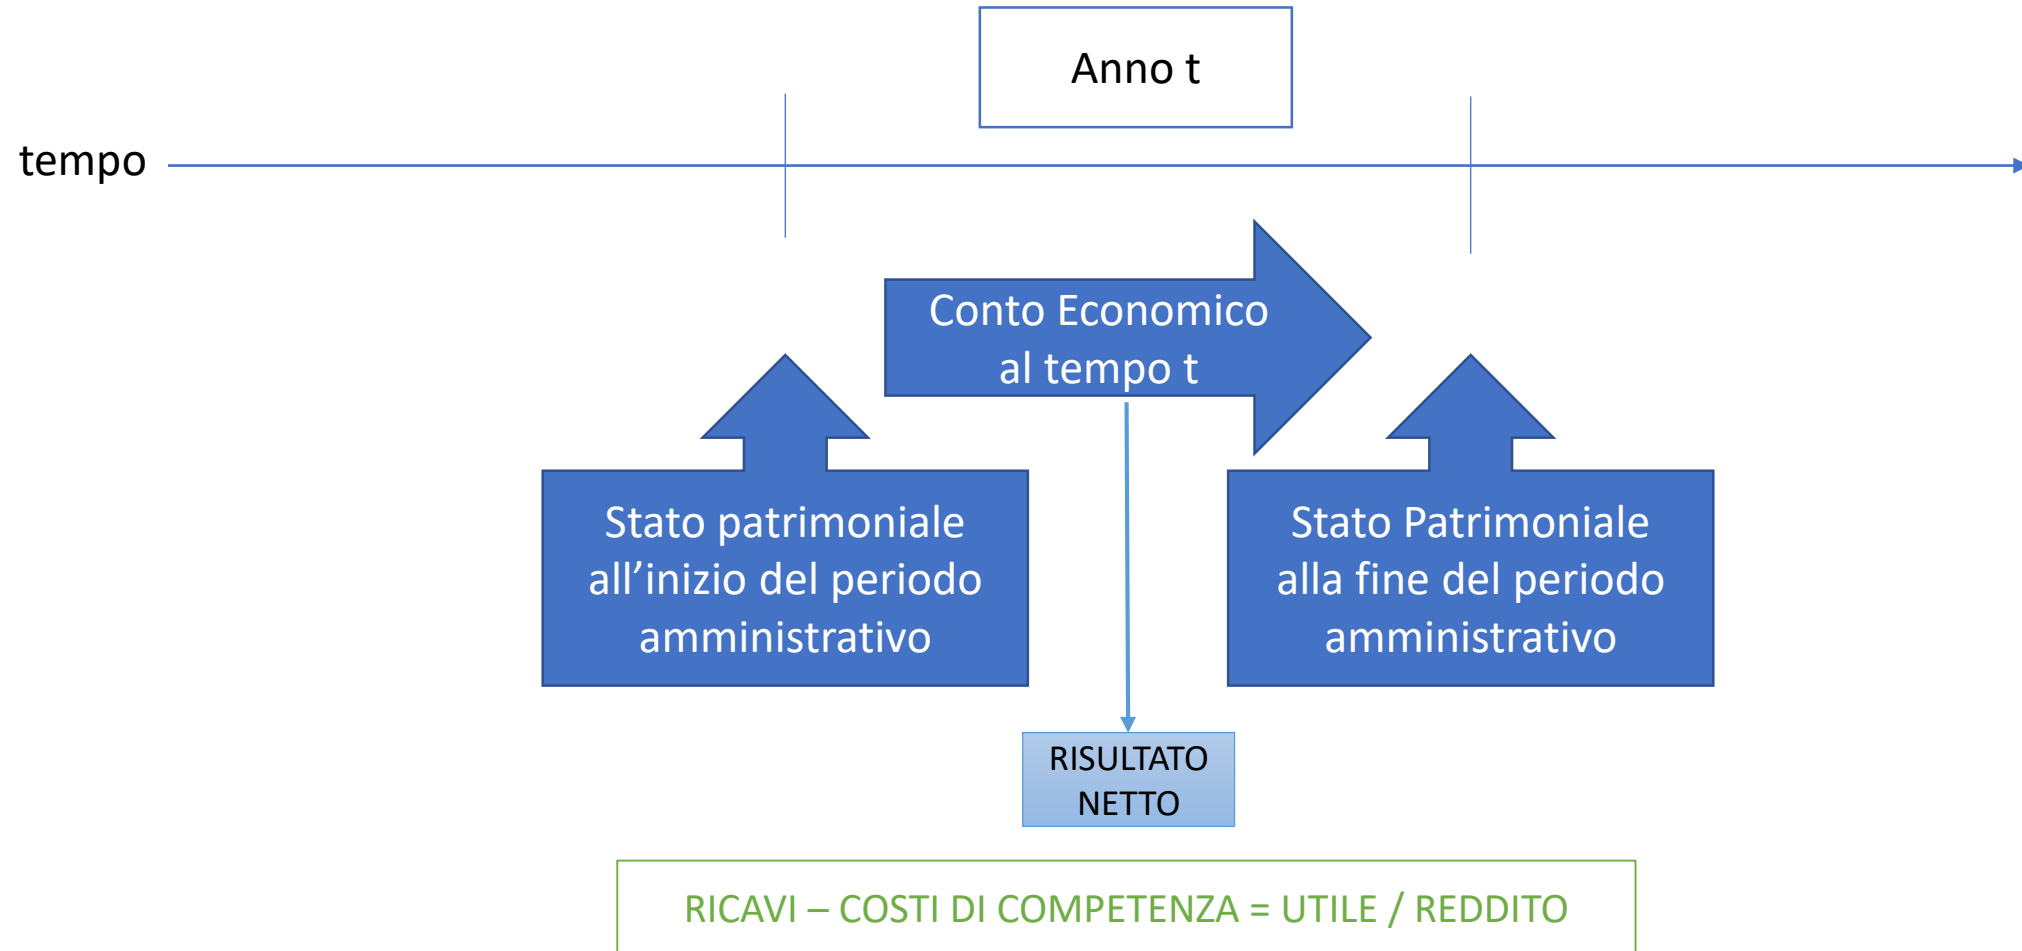 Anno t
tempo
Conto Economico
al tempo t
Stato patrimoniale
all’inizio del periodo
amministrativo
Stato Patrimoniale
alla fine del periodo
amministrativo
RISULTATO
NETTO
RICAVI – COSTI DI COMPETENZA = UTILE / REDDITO